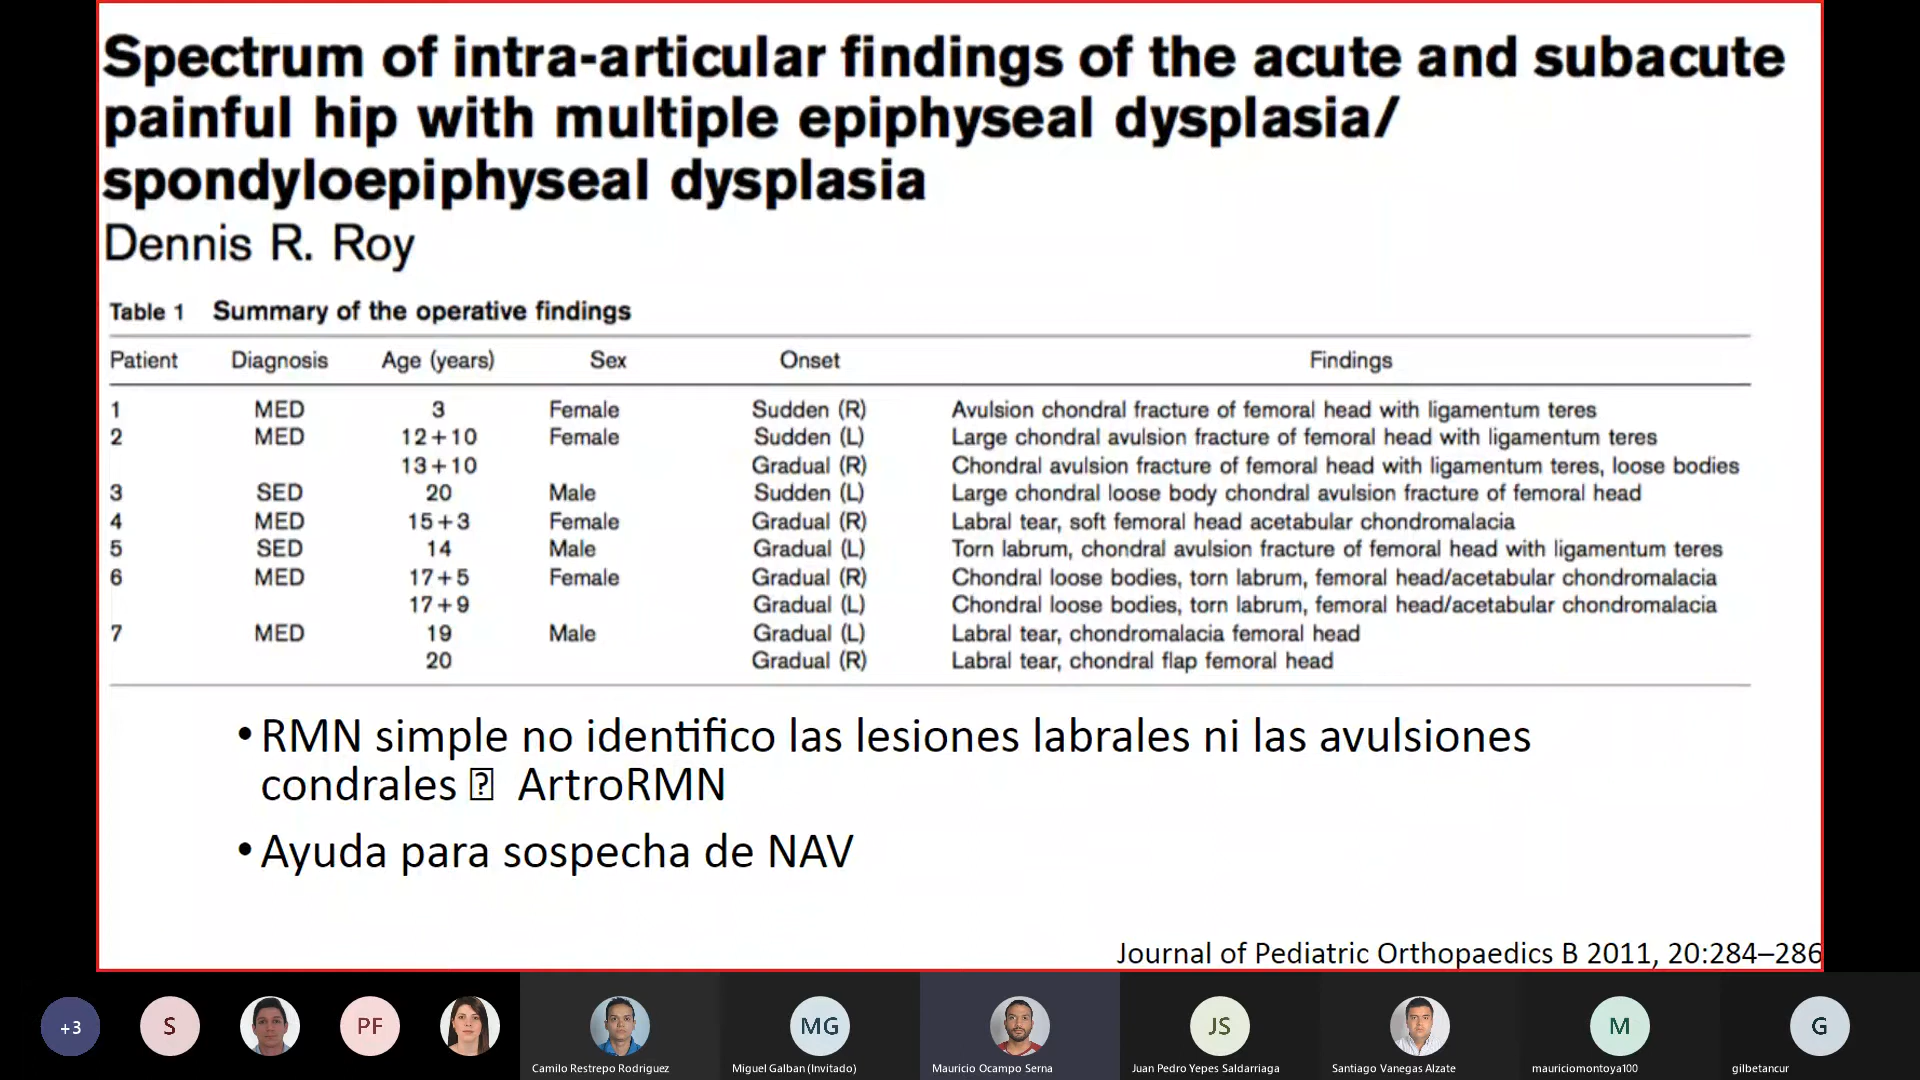 Spectrum of intra-articular findings of the acute and subacute
painful hip with multiple epiphyseal dysplasia/
spondyloepiphyseal dysplasia
Dennis R. Roy
Table 1 Summary of the operative findings
Patient Diagnosis Age (years) Sex Onset Findings
1 MED 3 Female Sudden (R) Avulsion chondral fracture of femoral head with ligamentum teres
2 MED 12+10 Female Sudden (L) Large chondral avulsion fracture of femoral head with ligamentum teres
13+10 Gradual (R) Chondral avulsion fracture of femoral head with ligamentum teres, loose bodies
3 SED 20 Male Sudden (L) Large chondral loose body chondral avulsion fracture of femoral head
4 MED 15+3 Female Gradual (R) Labral tear, soft femoral head acetabular chondromalacia
5 SED 14 Male Gradual (L) Torn labrum, chondral avulsion fracture of femoral head with ligamentum teres
6 MED 17+5 Female Gradual (R) Chondral loose bodies, torn labrum, femoral head/acetabular chondromalacia
17+9 Gradual (L) Chondral loose bodies, torn labrum, femoral head/acetabular chondromalacia
7 MED 19 Male Gradual (L) Labral tear, chondromalacia femoral head
20 Gradual (R) Labral tear, chondral flap femoral head
• RMN simple no identifico las lesiones labrales ni las avulsiones
condrales ⍰ ArtroRMN
• Ayuda para sospecha de NAV
Journal of Pediatric Orthopaedics B 2011, 20:284–286
+3 S PF MG JS M G
Camilo Restrepo Rodriguez Miguel Galban (Invitado) Mauricio Ocampo Serna Juan Pedro Yepes Saldarriaga Santiago Vanegas Alzate mauriciomontoya100 gilbetancur